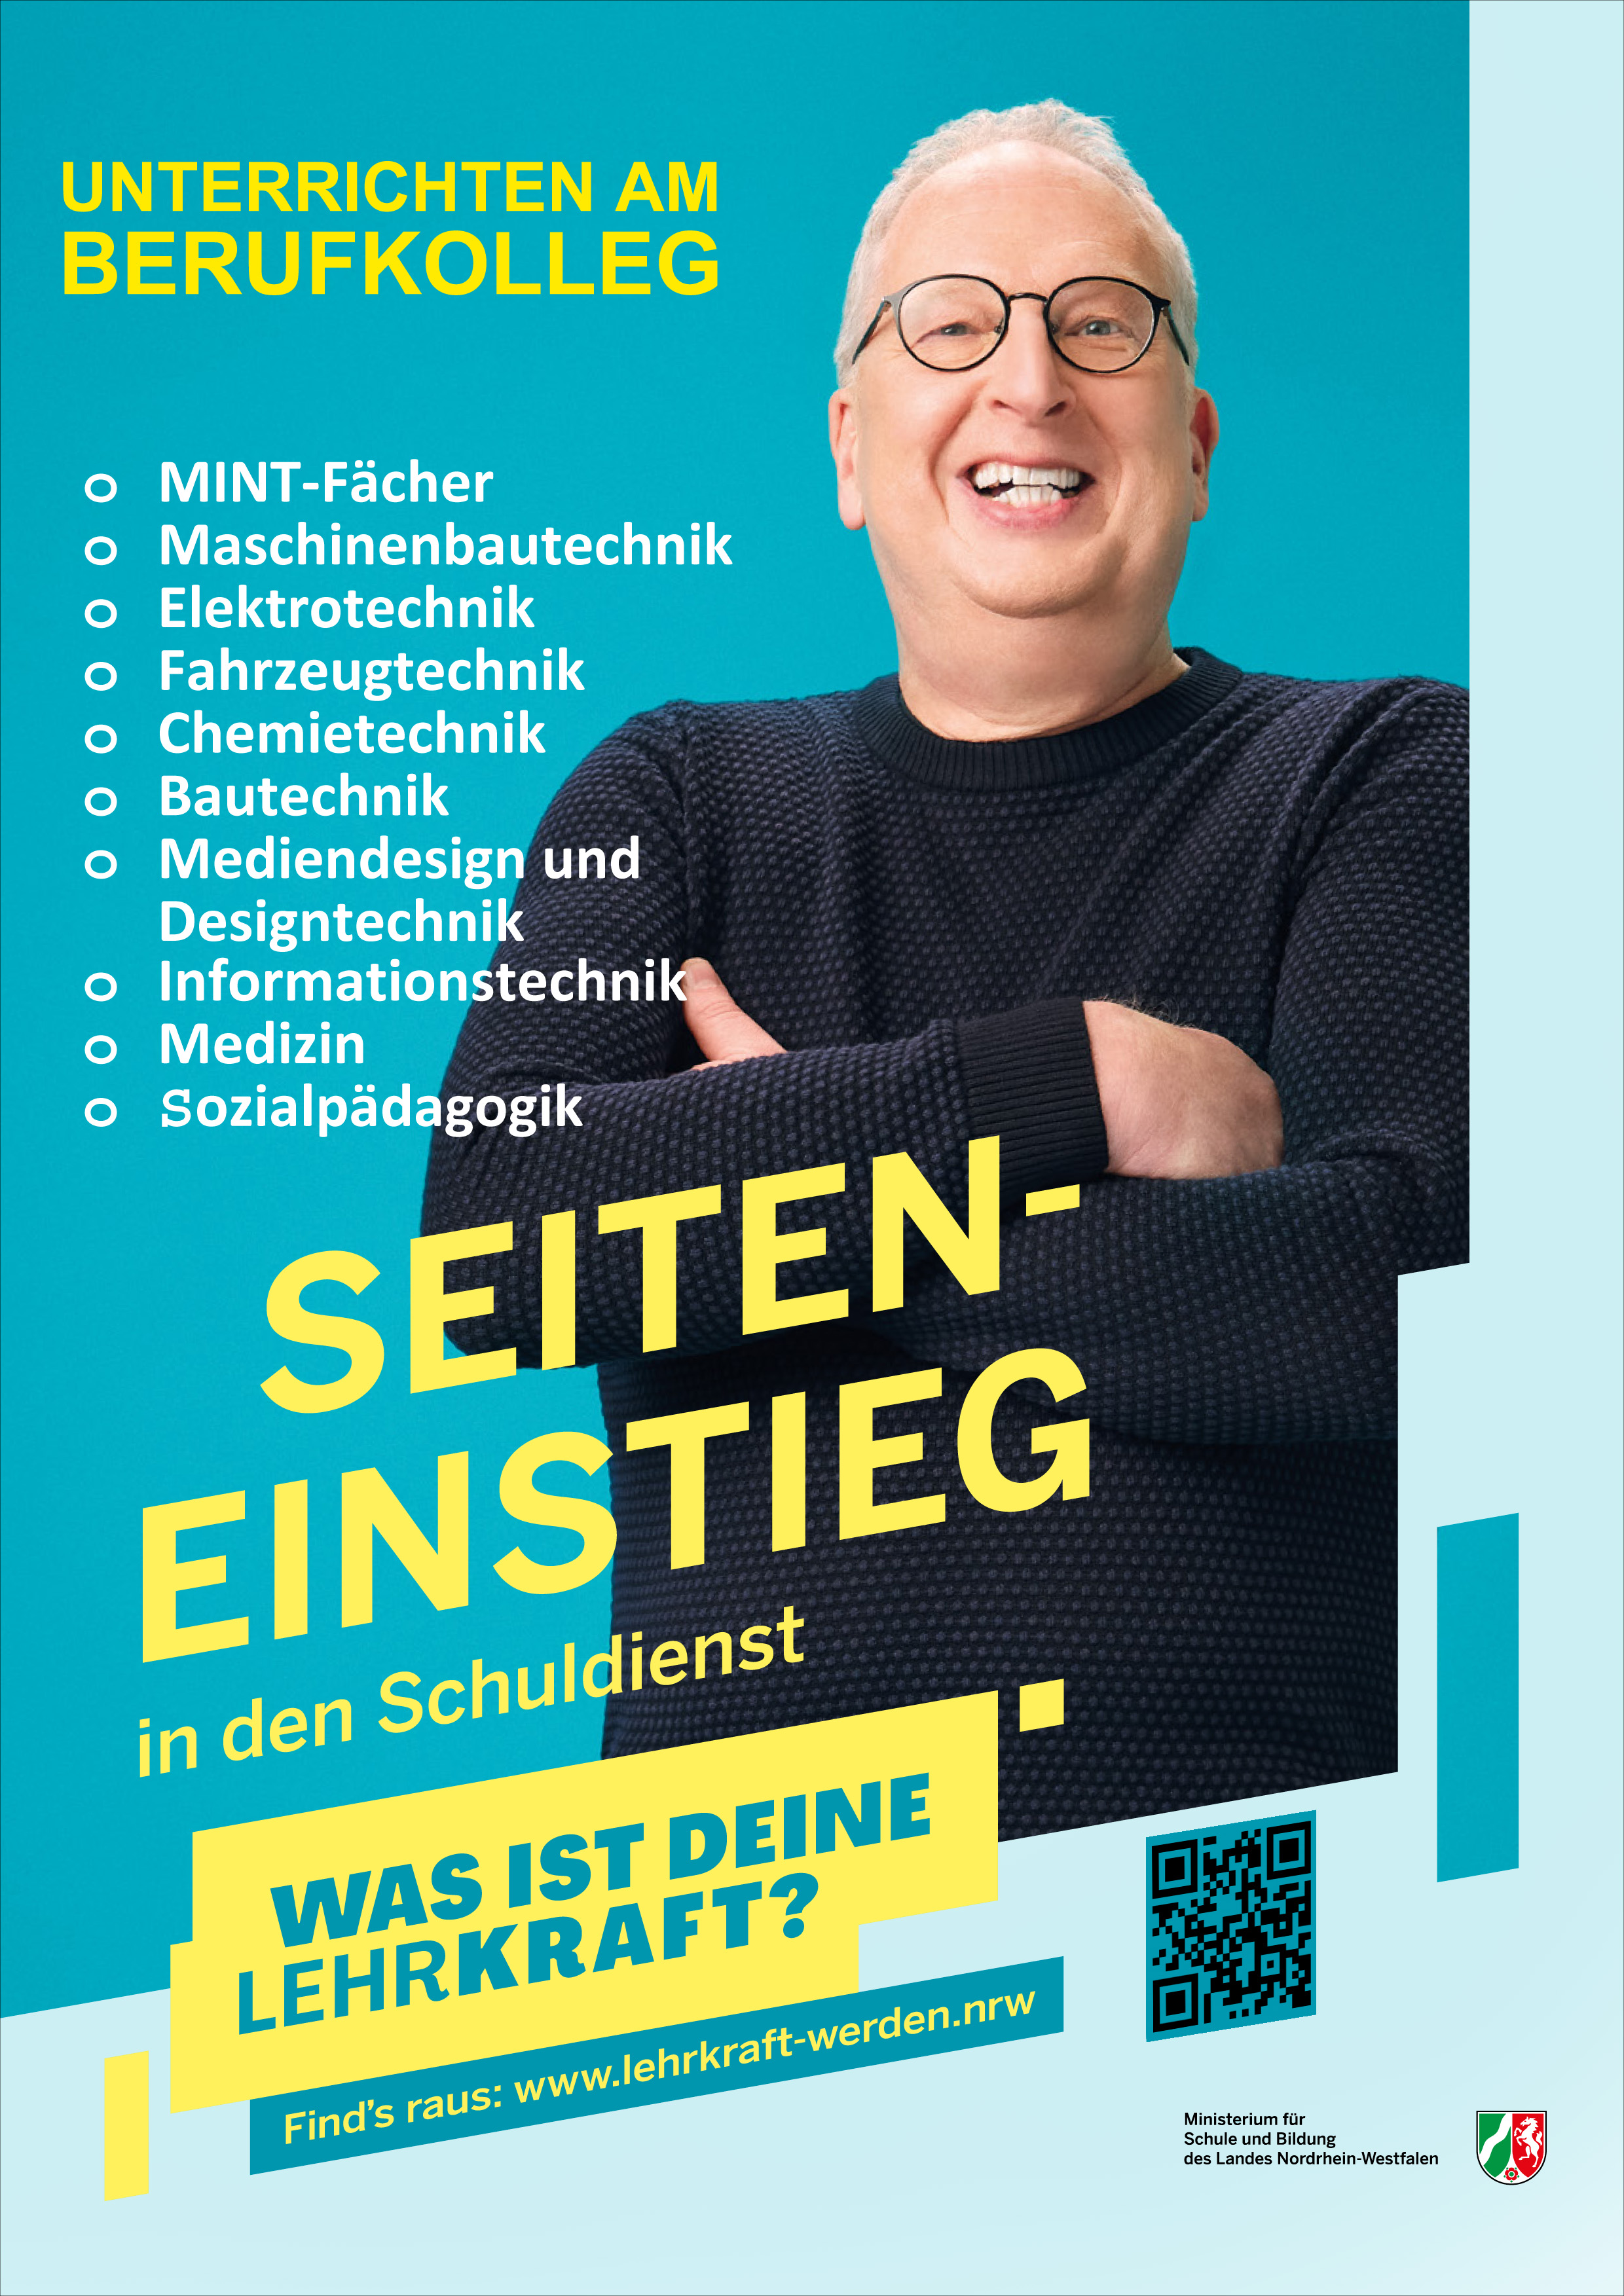 UNTERRICHTEN AM
BERUFKOLLEG
o MINT-Fächer
o Maschinenbautechnik
o Elektrotechnik
o Fahrzeugtechnik
o Chemietechnik
o Bautechnik
o Mediendesign und
Designtechnik
o Informationstechnik
o Medizin
o Sozialpädagogik
SEITEN-
EINSTIEG
in den Schuldienst
WAS IST DEINE
LEHRKRAFT?
Find's raus: www.lehrkraft-werden.nrw
Ministerium für
Schule und Bildung
des Landes Nordrhein-Westfalen